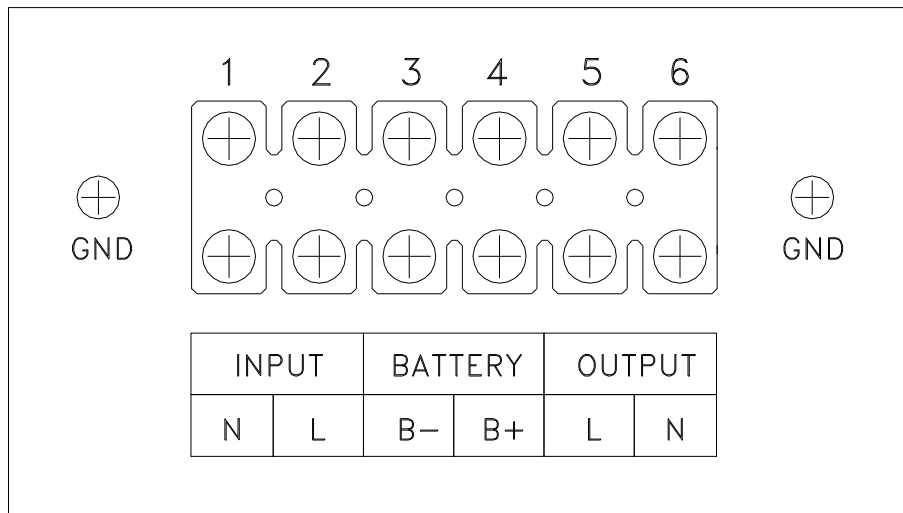 1 2 3 4 5 6
GND GND
INPUT BATTERY OUTPUT
N L B- B+ L N